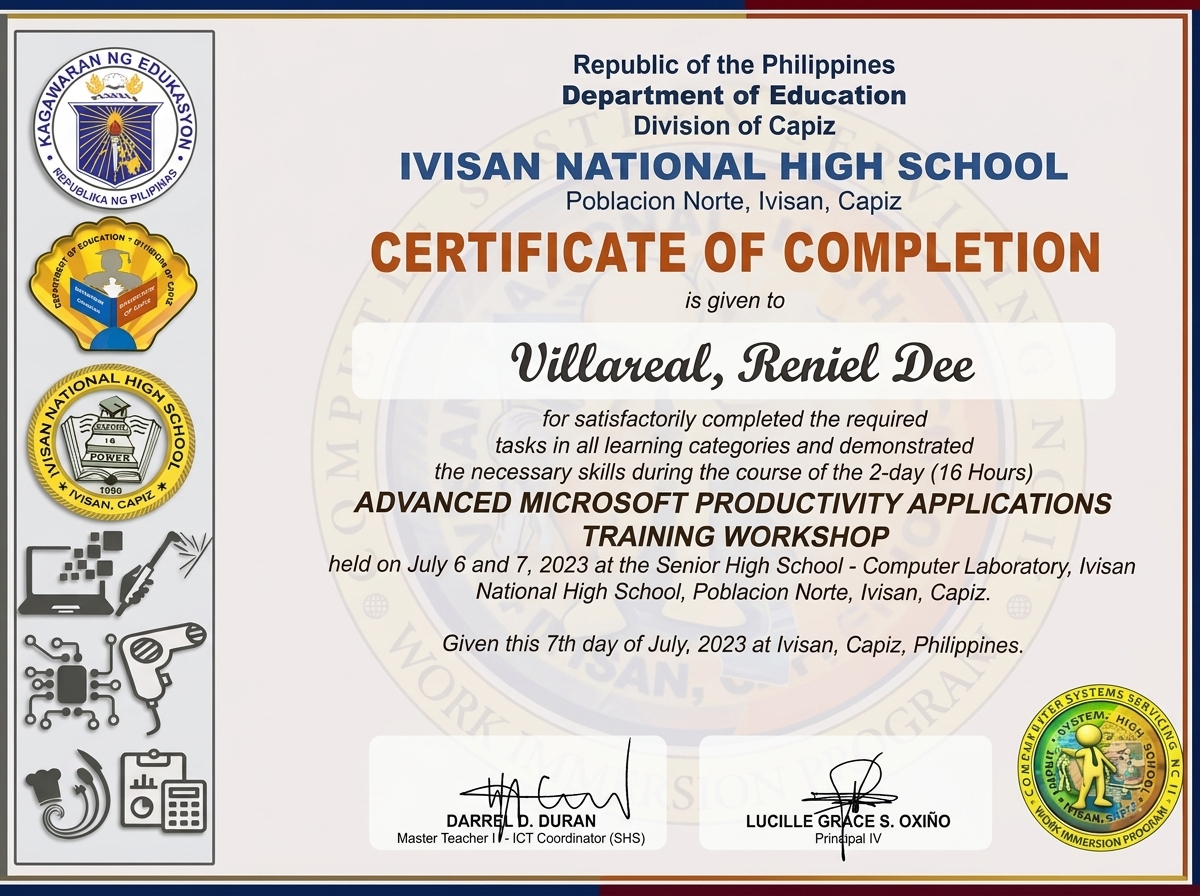 KAGAWARAN NG EDUKASYON
REPUBLIKA NG PILIPINAS
IVISAN NATIONAL HIGH SCHOOL
16
POWER
IVISAN, CAPIZ
Republic of the Philippines
Department of Education
Division of Capiz
IVISAN NATIONAL HIGH SCHOOL
Poblacion Norte, Ivisan, Capiz
CERTIFICATE OF COMPLETION
is given to
Villareal, Reniel Dee
for satisfactorily completed the required
tasks in all learning categories and demonstrated
the necessary skills during the course of the 2-day (16 Hours)
ADVANCED MICROSOFT PRODUCTIVITY APPLICATIONS
TRAINING WORKSHOP
held on July 6 and 7, 2023 at the Senior High School - Computer Laboratory, Ivisan
National High School, Poblacion Norte, Ivisan, Capiz.
Given this 7th day of July, 2023 at Ivisan, Capiz, Philippines.
DARREL D. DURAN
Master Teacher - ICT Coordinator (SHS)
LUCILLE GRACE S. OXIÑO
Principal IV
SYSTEMS SERVICING NC II
HIGH SCHOOL
WORK IMMERSION PROGRAM
WORK IMMERSION PROGRAM